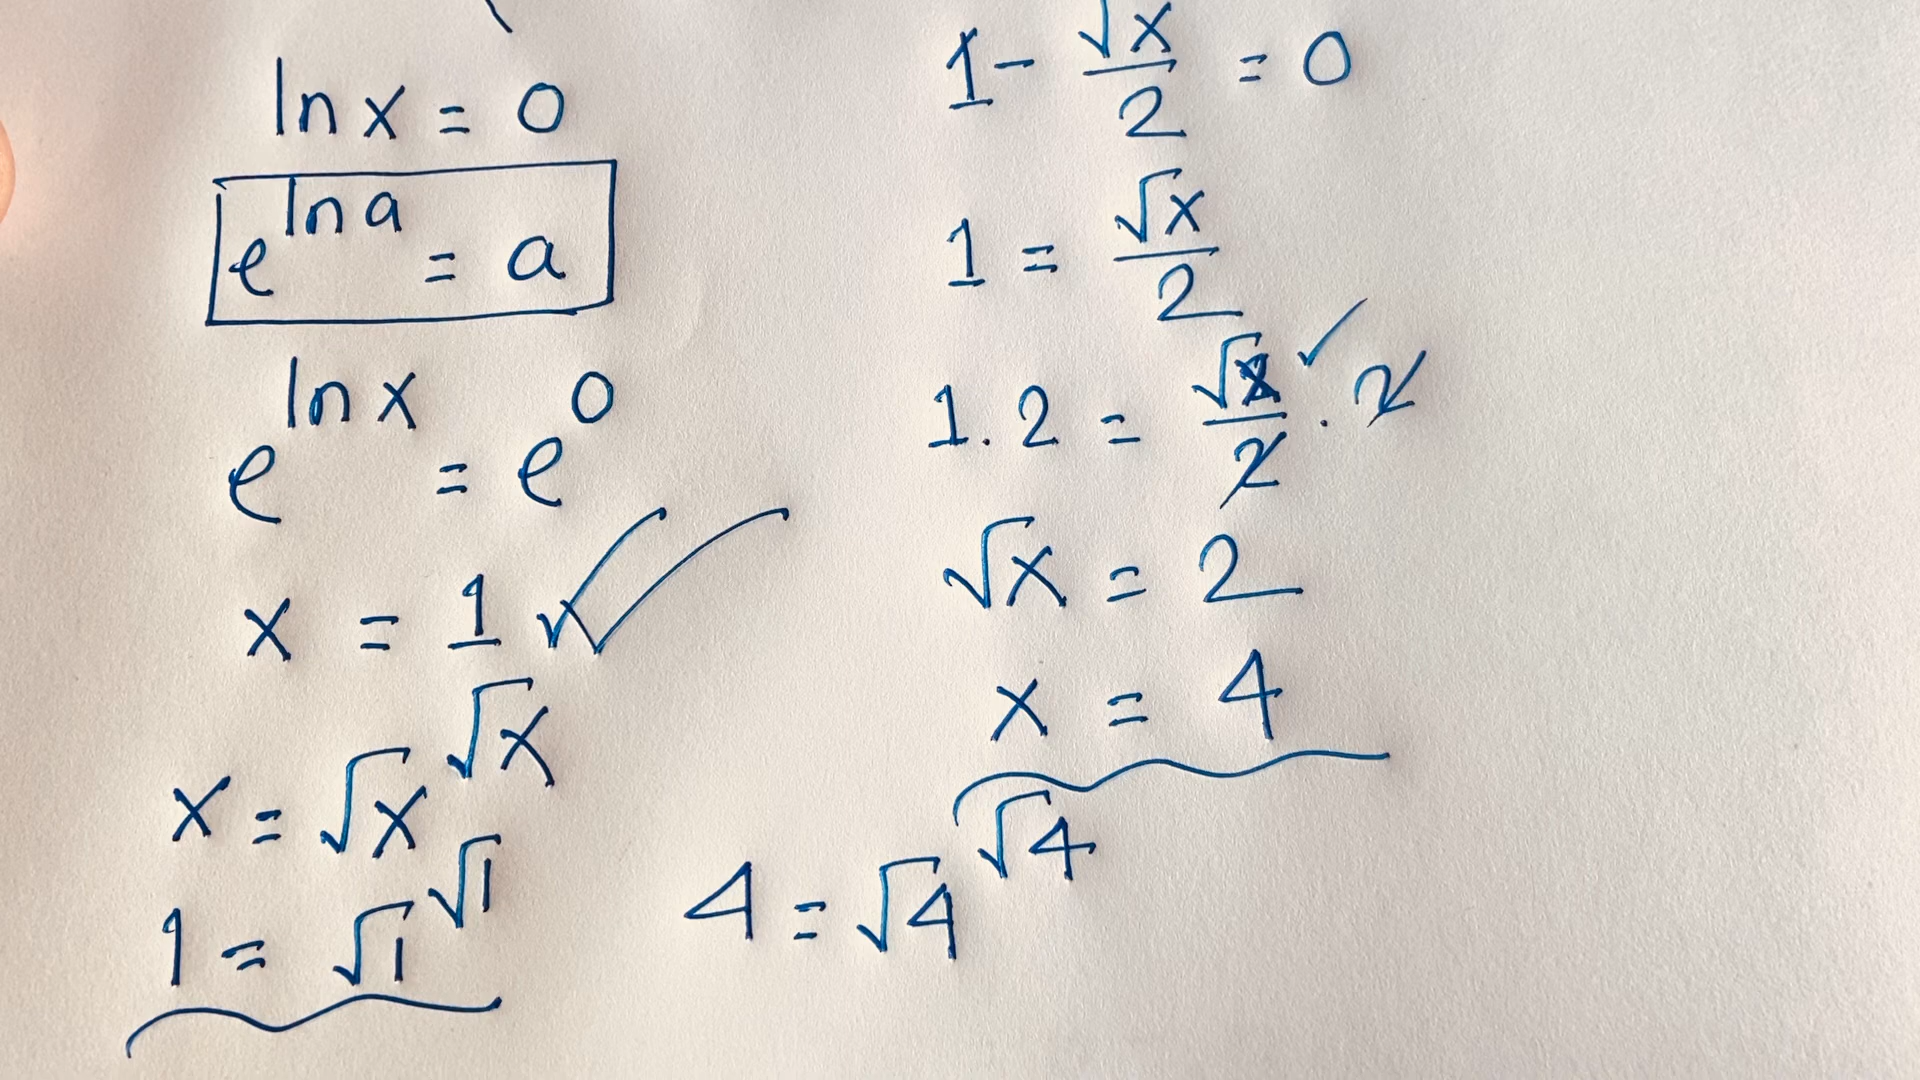 ln x = 0
e^{ln a} = a
e^{ln x} = e^0
x = 1 ✓✓
x = √x^{√x}
1 = √1^{√1}
1 - √x/2 = 0
1 = √x/2
1.2 = √x/2 ✓ . 2
√x = 2
x = 4
4 = √4^{√4}